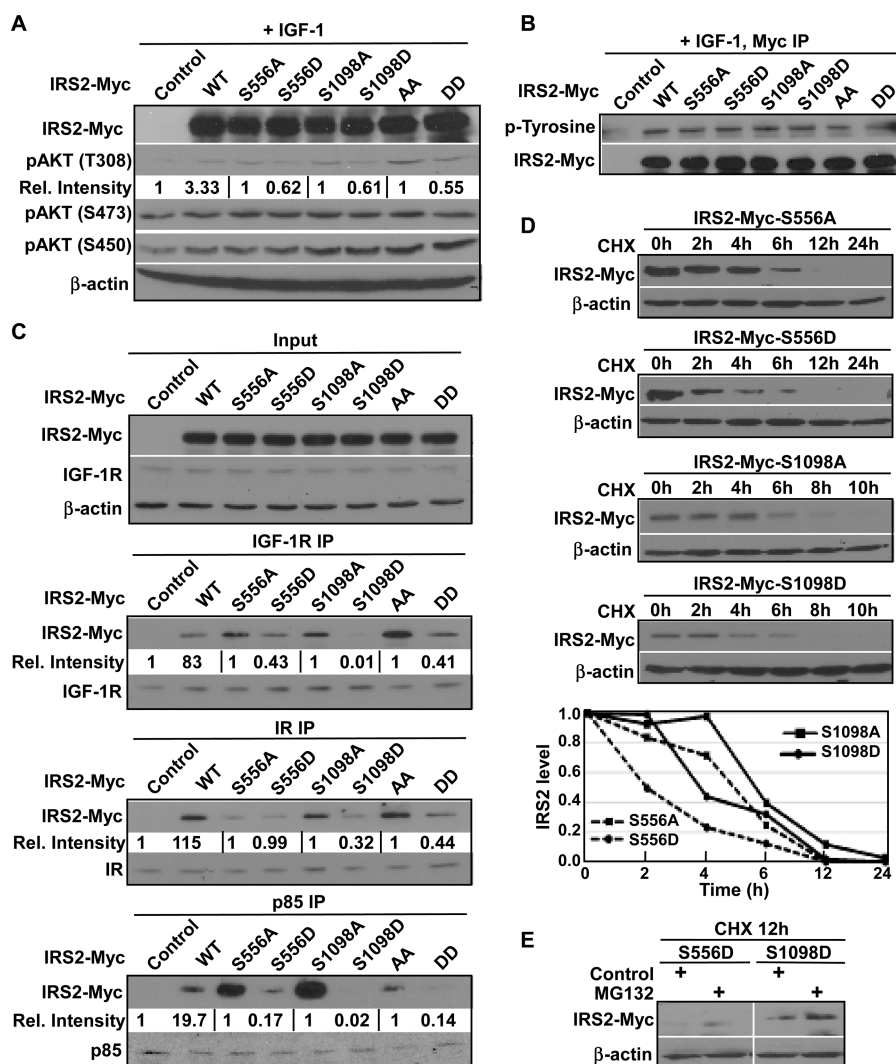 A
+ IGF-1
IRS2-Myc Control WT S556A S556D S1098A S1098D AA DD
IRS2-Myc
pAKT (T308)
Rel. Intensity 1 3.33 1 0.62 1 0.61 1 0.55
pAKT (S473)
pAKT (S450)
β-actin
B
+ IGF-1, Myc IP
IRS2-Myc Control WT S556A S556D S1098A S1098D AA DD
p-Tyrosine
IRS2-Myc
C
Input
IRS2-Myc Control WT S556A S556D S1098A S1098D AA DD
IRS2-Myc
IGF-1R
β-actin
IGF-1R IP
IRS2-Myc Control WT S556A S556D S1098A S1098D AA DD
IRS2-Myc
Rel. Intensity 1 83 1 0.43 1 0.01 1 0.41
IGF-1R
IR IP
IRS2-Myc Control WT S556A S556D S1098A S1098D AA DD
IRS2-Myc
Rel. Intensity 1 115 1 0.99 1 0.32 1 0.44
IR
p85 IP
IRS2-Myc Control WT S556A S556D S1098A S1098D AA DD
IRS2-Myc
Rel. Intensity 1 19.7 1 0.17 1 0.02 1 0.14
p85
D
IRS2-Myc-S556A
CHX 0h 2h 4h 6h 12h 24h
IRS2-Myc
β-actin
IRS2-Myc-S556D
CHX 0h 2h 4h 6h 12h 24h
IRS2-Myc
β-actin
IRS2-Myc-S1098A
CHX 0h 2h 4h 6h 8h 10h
IRS2-Myc
β-actin
IRS2-Myc-S1098D
CHX 0h 2h 4h 6h 8h 10h
IRS2-Myc
β-actin
IRS2 level
1.0
0.8
0.6
0.4
0.2
0.0
S1098A
S1098D
S556A
S556D
0 2 4 6 12 24
Time (h)
E
CHX 12h
S556D S1098D
Control + +
MG132 + +
IRS2-Myc
β-actin